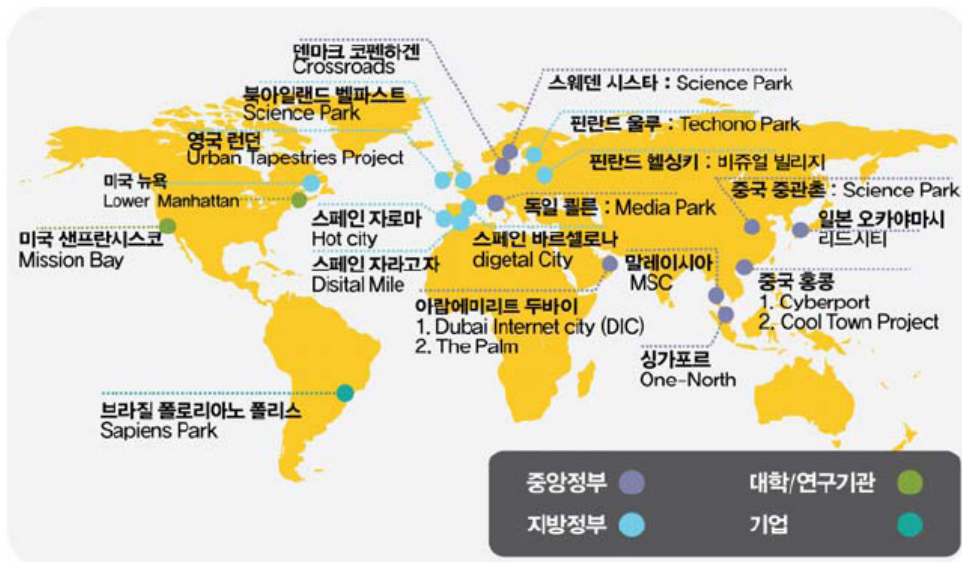 덴마크 코펜하겐
Crossroads
스웨덴 시스타 : Science Park
북아일랜드 벨파스트
Science Park
핀란드 울루 : Techono Park
영국 런던
Urban Tapestries Project
핀란드 헬싱키 : 비쥬얼 빌리지
미국 뉴욕
Lower Manhattan
중국 중관촌 : Science Park
독일 쾰른 : Media Park
스페인 자로마
Hot city
일본 오카야마시
리드시티
미국 샌프란시스코
Mission Bay
스페인 바르셀로나
digetal City
스페인 자라고자
Disital Mile
말레이시아
MSC
중국 홍콩
1. Cyberport
2. Cool Town Project
아랍에미리트 두바이
1. Dubai Internet city (DIC)
2. The Palm
싱가포르
One-North
브라질 폴로리아노 폴리스
Sapiens Park
중앙정부
대학/연구기관
지방정부
기업